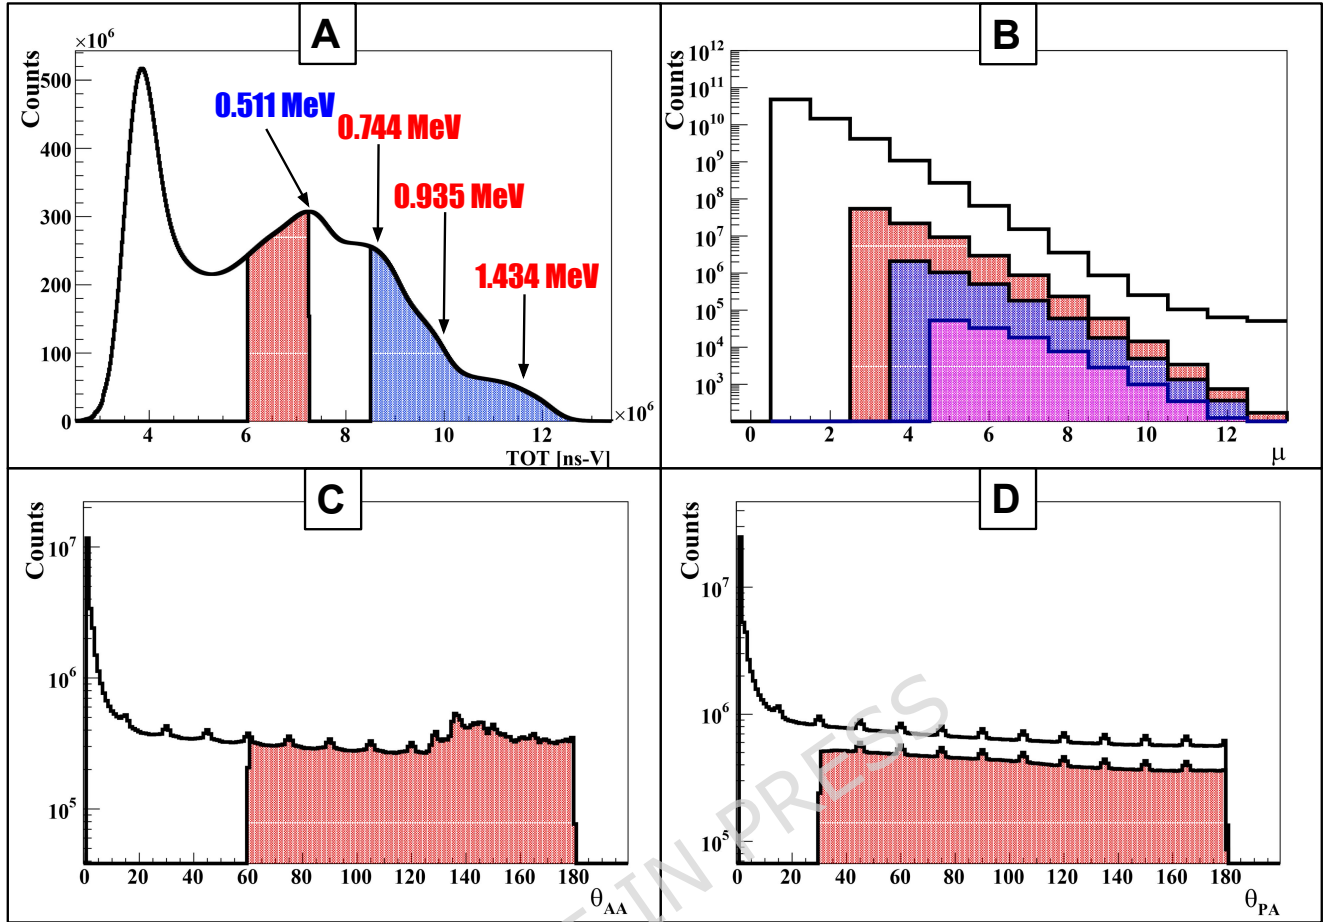 A
Counts
×10⁶
500
400
300
200
100
0
0.511 MeV
0.744 MeV
0.935 MeV
1.434 MeV
4 6 8 10 12
×10⁶
TOT [ns-V]
B
Counts
10¹²
10¹¹
10¹⁰
10⁹
10⁸
10⁷
10⁶
10⁵
10⁴
10³
0 2 4 6 8 10 12
μ
C
Counts
10⁷
10⁶
10⁵
0 20 40 60 80 100 120 140 160 180
θ_AA
D
Counts
10⁷
10⁶
10⁵
0 20 40 60 80 100 120 140 160 180
θ_PA
IN PRESS